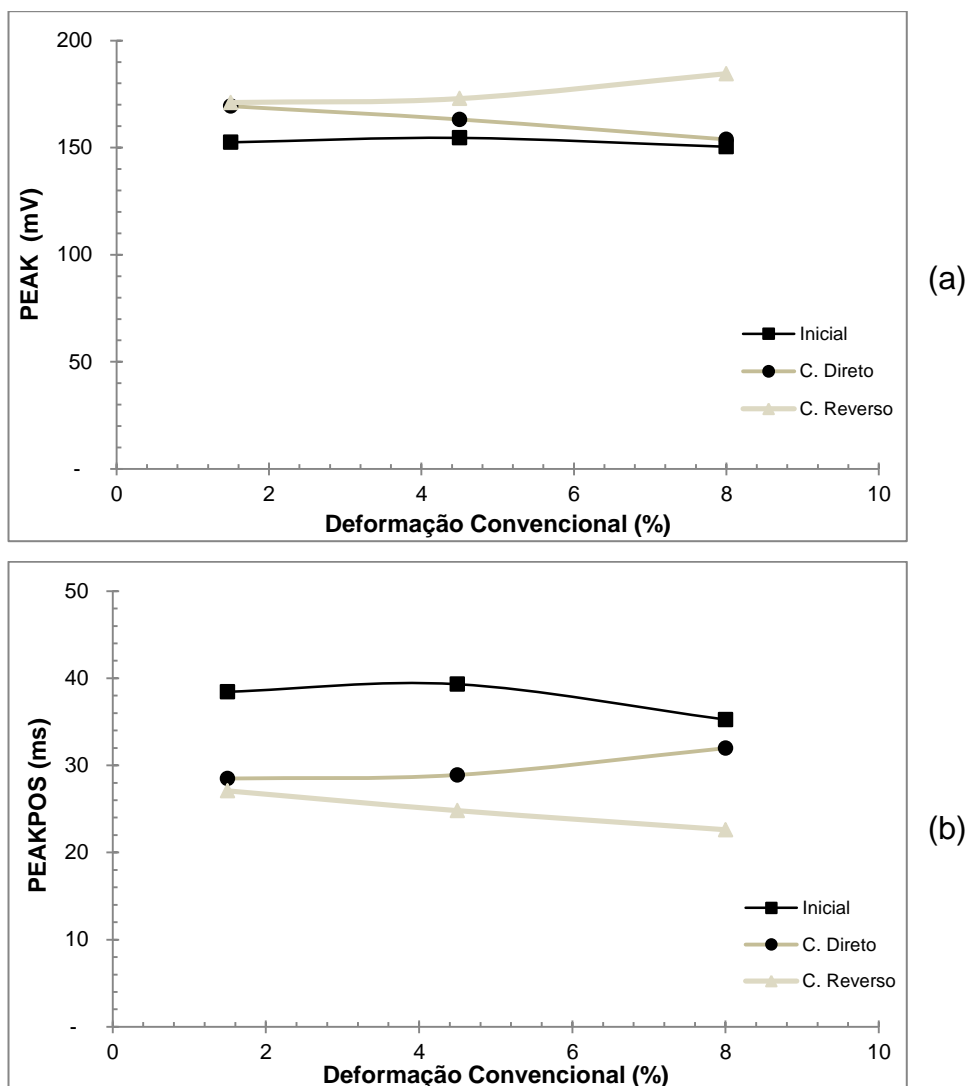 200
150
100
50
-
PEAK (mV)
0 2 4 6 8 10
Deformação Convencional (%)
Inicial
C. Direto
C. Reverso
(a)
50
40
30
20
10
-
PEAKPOS (ms)
0 2 4 6 8 10
Deformação Convencional (%)
Inicial
C. Direto
C. Reverso
(b)